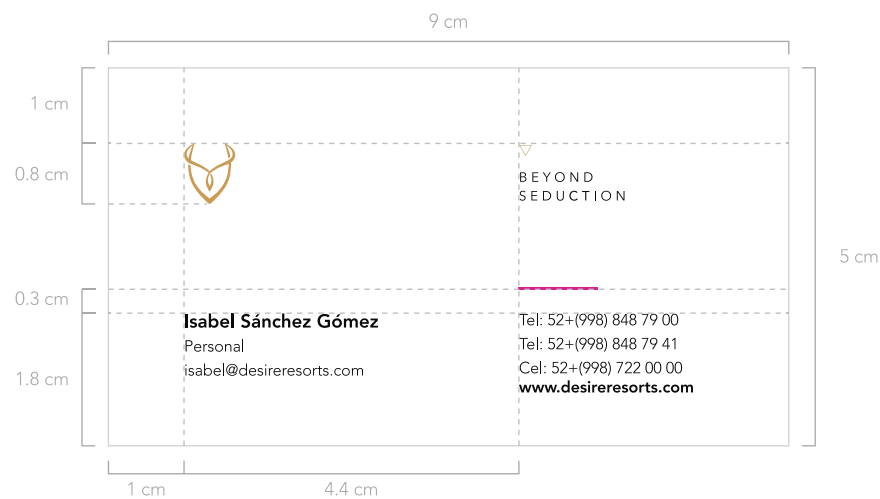 9 cm
1 cm
0.8 cm
BEYOND
SEDUCTION
5 cm
0.3 cm
Isabel Sánchez Gómez
Personal
isabel@desireresorts.com
Tel: 52+(998) 848 79 00
Tel: 52+(998) 848 79 41
Cel: 52+(998) 722 00 00
www.desireresorts.com
1.8 cm
1 cm
4.4 cm